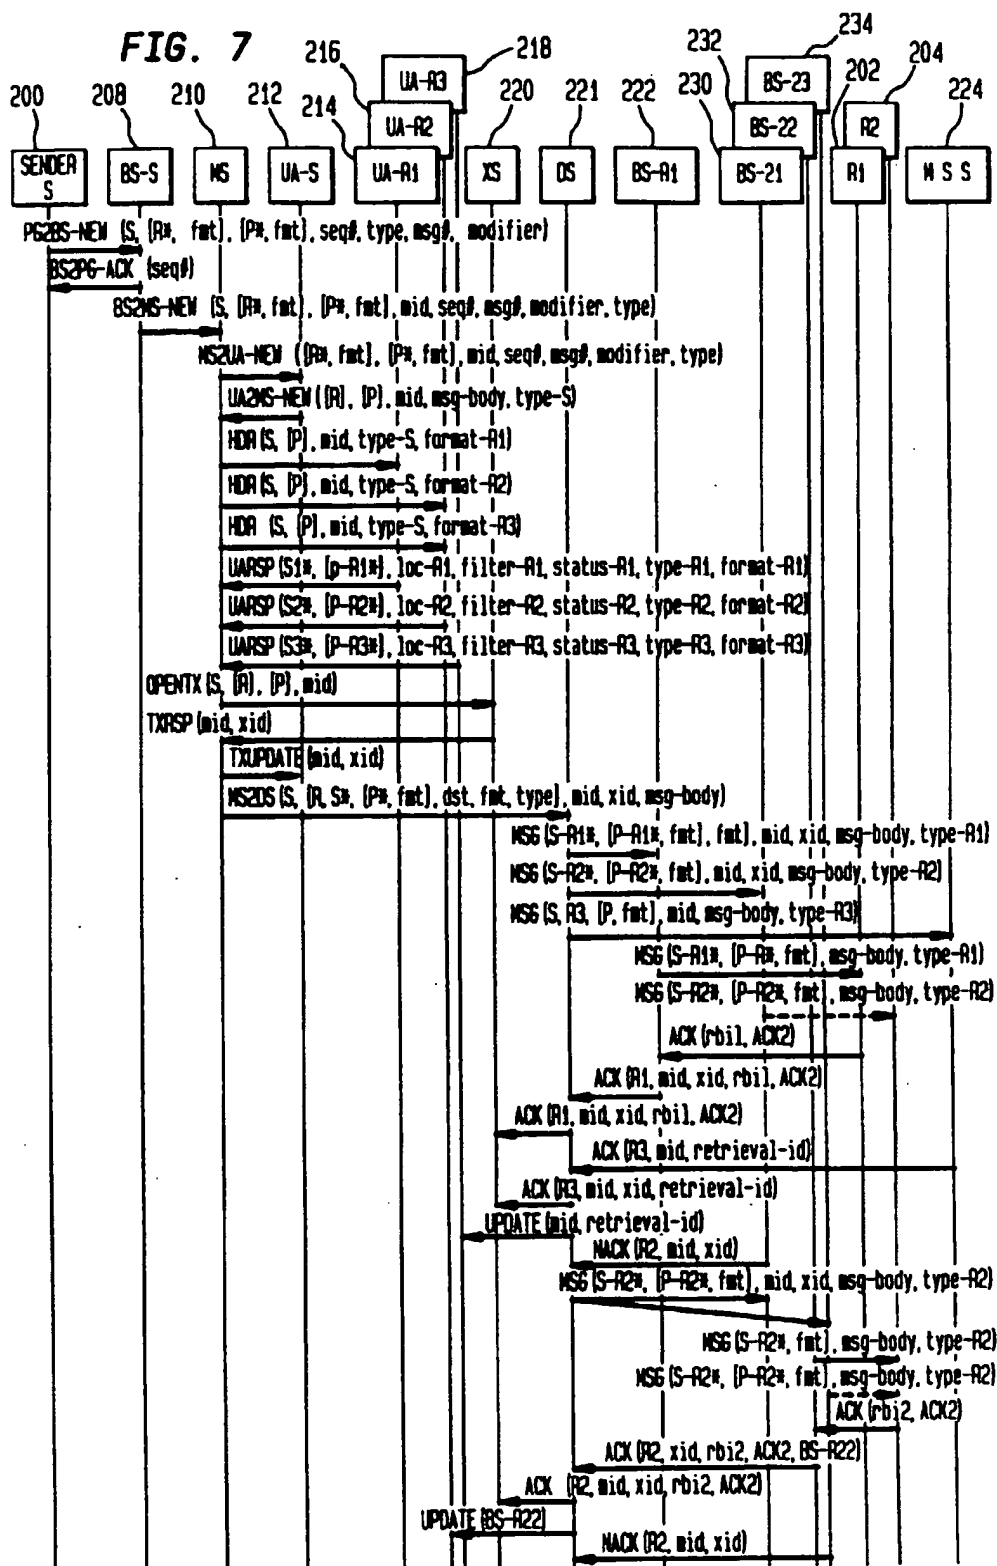 FIG. 7
234
216
218
232
204
200
208
210
212
214
220
221
222
230
202
224
UA-R3
BS-23
UA-R2
BS-22
R2
SENDER
S
BS-S
MS
UA-S
UA-R1
XS
DS
BS-R1
BS-21
R1
M S S
PG2BS-NEW (S, [R*, fmt], [P*, fmt], seq#, type, msg#, modifier)
BS2PG-ACK (seq#)
BS2MS-NEW (S, [R*, fmt], [P*, fmt], mid, seq#, msg#, modifier, type)
MS2UA-NEW ([R*, fmt], [P*, fmt], mid, seq#, msg#, modifier, type)
UA2MS-NEW ([R], [P], mid, msg-body, type-S)
HDR (S, [P], mid, type-S, format-R1)
HDR (S, [P], mid, type-S, format-R2)
HDR (S, [P], mid, type-S, format-R3)
UARSP (S1*, [p-R1*], loc-R1, filter-R1, status-R1, type-R1, format-R1)
UARSP (S2*, [P-R2*], loc-R2, filter-R2, status-R2, type-R2, format-R2)
UARSP (S3*, [P-R3*], loc-R3, filter-R3, status-R3, type-R3, format-R3)
OPENTX (S, [R], [P], mid)
TXRSP (mid, xid)
TXUPDATE (mid, xid)
MS2DS (S, [R, S*, [P*, fmt], dst, fmt, type], mid, xid, msg-body)
MSG (S-R1*, [P-R1*, fmt], fmt], mid, xid, msg-body, type-R1)
MSG (S-R2*, [P-R2*, fmt], mid, xid, msg-body, type-R2)
MSG (S, R3, [P, fmt], mid, msg-body, type-R3)
MSG (S-R1*, [P-R*, fmt], msg-body, type-R1)
MSG (S-R2*, [P-R2*, fmt], msg-body, type-R2)
ACK (rbi1, ACK2)
ACK (R1, mid, xid, rbi1, ACK2)
ACK (R1, mid, xid, rbi1, ACK2)
ACK (R3, mid, retrieval-id)
ACK (R3, mid, xid, retrieval-id)
UPDATE (mid, retrieval-id)
NACK (R2, mid, xid)
MSG (S-R2*, [P-R2*, fmt], mid, xid, msg-body, type-R2)
MSG (S-R2*, fmt], msg-body, type-R2)
MSG (S-R2*, [P-R2*, fmt], msg-body, type-R2)
ACK (rbi2, ACK2)
ACK (R2, xid, rbi2, ACK2, BS-R22)
ACK (R2, mid, xid, rbi2, ACK2)
UPDATE (BS-R22)
NACK (R2, mid, xid)